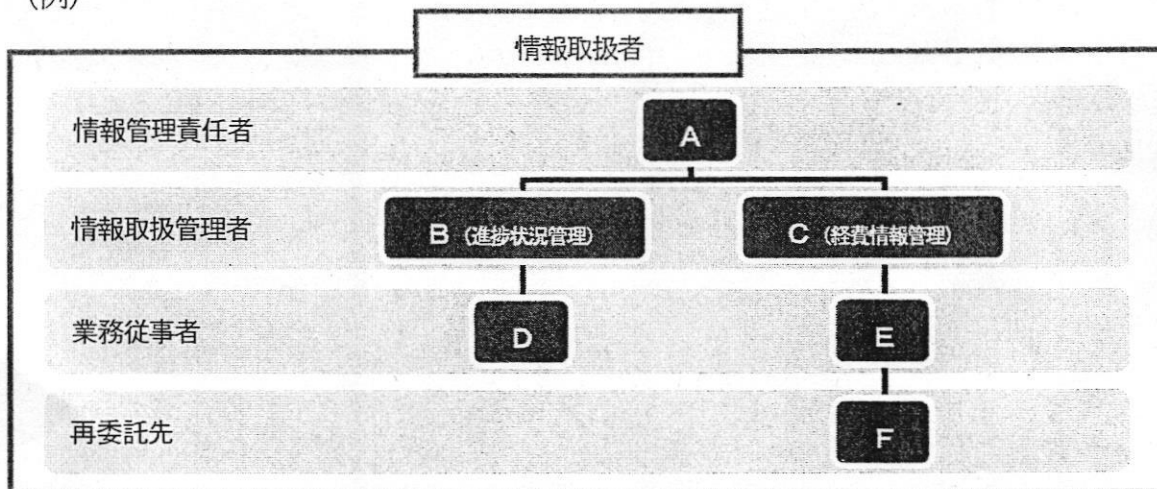 （例）
情報取扱者
情報管理責任者
A
情報取扱管理者
B（進捗状況管理）
C（経費情報管理）
業務従事者
D
E
再委託先
F